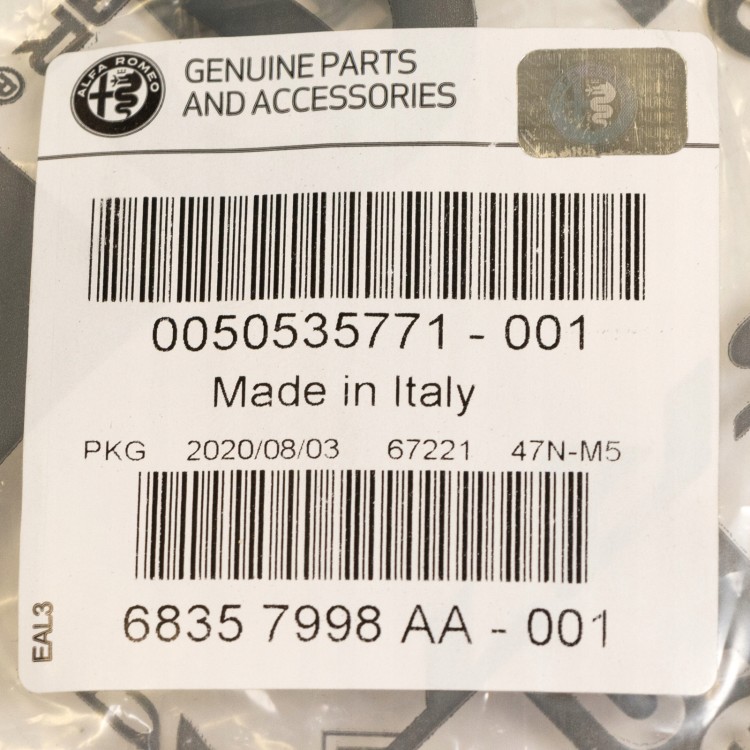 ALFA ROMEO
GENUINE PARTS
AND ACCESSORIES
0050535771 - 001
Made in Italy
PKG 2020/08/03 67221 47N-M5
6835 7998 AA - 001
EAL3